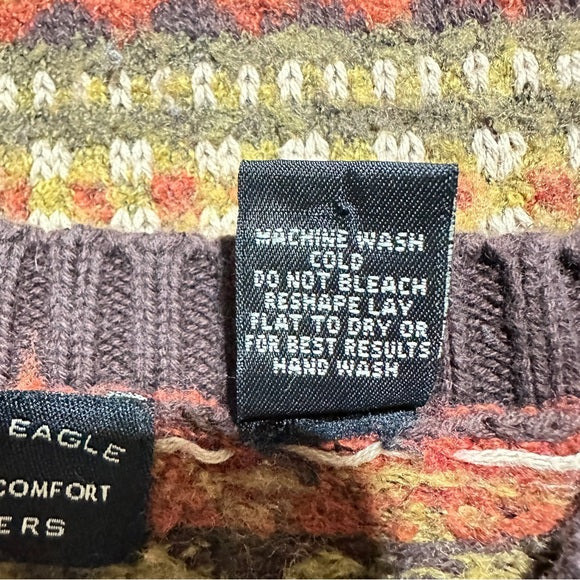 MACHINE WASH
COLD
DO NOT BLEACH
RESHAPE LAY
FLAT TO DRY OR
FOR BEST RESULTS
HAND WASH
EAGLE
COMFORT
ERS